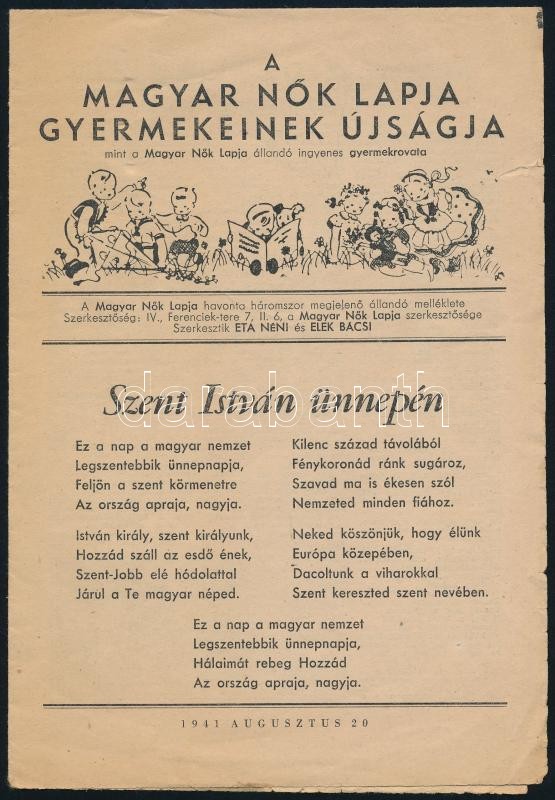 A
MAGYAR NŐK LAPJA
GYERMEKEINEK ÚJSÁGJA
mint a Magyar Nők Lapja állandó ingyenes gyermekrovata
A Magyar Nők Lapja havonta háromszor megjelenő állandó melléklete
Szerkesztőség: IV., Ferenciek-tere 7, II. 6, a Magyar Nők Lapja szerkesztősége
Szerkesztik ETA NÉNI és ELEK BÁCSI
darabanth
Szent István ünnepén
Ez a nap a magyar nemzet
Legszentebbik ünnepnapja,
Feljön a szent körmenetre
Az ország apraja, nagyja.
István király, szent királyunk,
Hozzád száll az esdő ének,
Szent-Jobb elé hódolattal
Járul a Te magyar néped.
Kilenc század távolából
Fénykoronád ránk sugároz,
Szavad ma is ékesen szól
Nemzeted minden fiához.
Neked köszönjük, hogy élünk
Európa közepében,
Dacoltunk a viharokkal
Szent kereszted szent nevében.
Ez a nap a magyar nemzet
Legszentebbik ünnepnapja,
Hálaimát rebeg Hozzád
Az ország apraja, nagyja.
1941 AUGUSZTUS 20